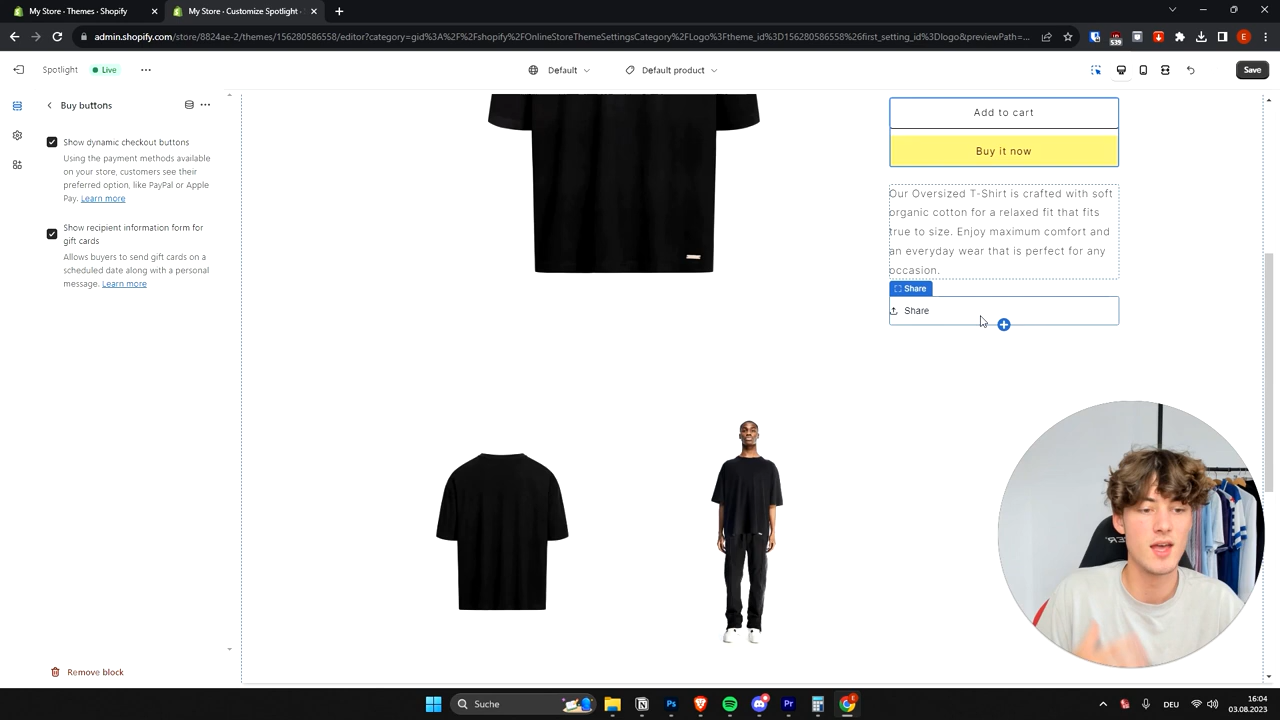 My Store · Themes · Shopify
My Store · Customize Spotlight ·
admin.shopify.com/store/8824ae-2/themes/156280586558/editor?category=gid%3A%2F%2Fshopify%2FOnlineStoreThemeSettingsCategory%2FLogo%3Ftheme_id%3D156280586558%26first_setting_id%3Dlogo&previewPath=...
539
E
Spotlight
Live
Default
Default product
Save
Buy buttons
Show dynamic checkout buttons
Using the payment methods available
on your store, customers see their
preferred option, like PayPal or Apple
Pay. Learn more
Show recipient information form for
gift cards
Allows buyers to send gift cards on a
scheduled date along with a personal
message. Learn more
Remove block
Add to cart
Buy it now
Our Oversized T-Shirt is crafted with soft
organic cotton for a relaxed fit that fits
true to size. Enjoy maximum comfort and
an everyday wear that is perfect for any
occasion.
Share
Share
Suche
Ps
Pr
E
DEU
16:04
03.08.2023